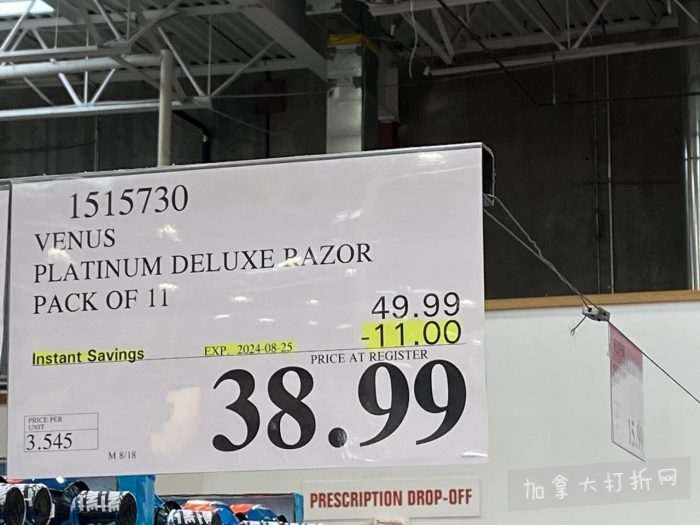 1515730
VENUS
PLATINUM DELUXE RAZOR
PACK OF 11
49.99
Instant Savings EXP. 2024-08-25 -11.00
PRICE AT REGISTER
38.99
PRICE PER
UNIT
3.545
M 8/18
PRESCRIPTION DROP-OFF
加拿大打折网